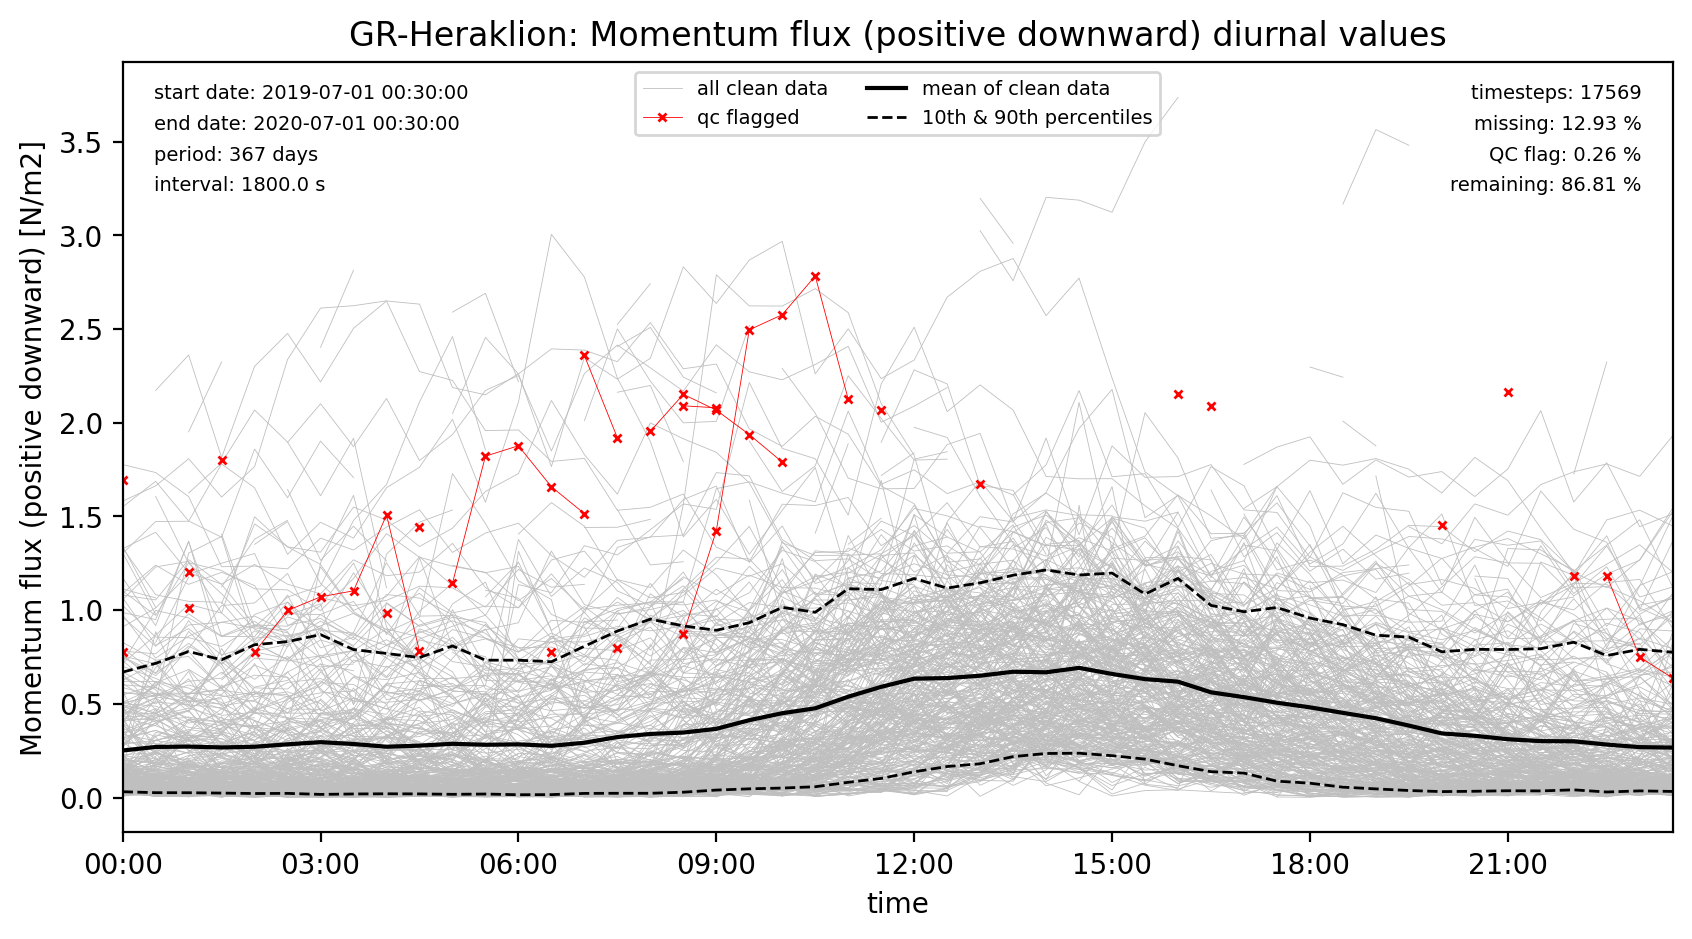 GR-Heraklion: Momentum flux (positive downward) diurnal values
start date: 2019-07-01 00:30:00
end date: 2020-07-01 00:30:00
period: 367 days
interval: 1800.0 s
all clean data
qc flagged
mean of clean data
10th & 90th percentiles
timesteps: 17569
missing: 12.93 %
QC flag: 0.26 %
remaining: 86.81 %
Momentum flux (positive downward) [N/m2]
3.5
3.0
2.5
2.0
1.5
1.0
0.5
0.0
00:00 03:00 06:00 09:00 12:00 15:00 18:00 21:00
time